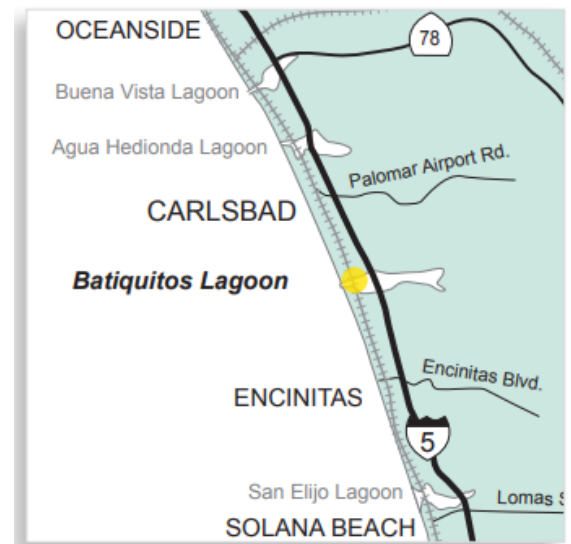 OCEANSIDE
78
Buena Vista Lagoon
Agua Hedionda Lagoon
Palomar Airport Rd.
CARLSBAD
Batiquitos Lagoon
Encinitas Blvd.
ENCINITAS
5
San Elijo Lagoon
Lomas S
SOLANA BEACH